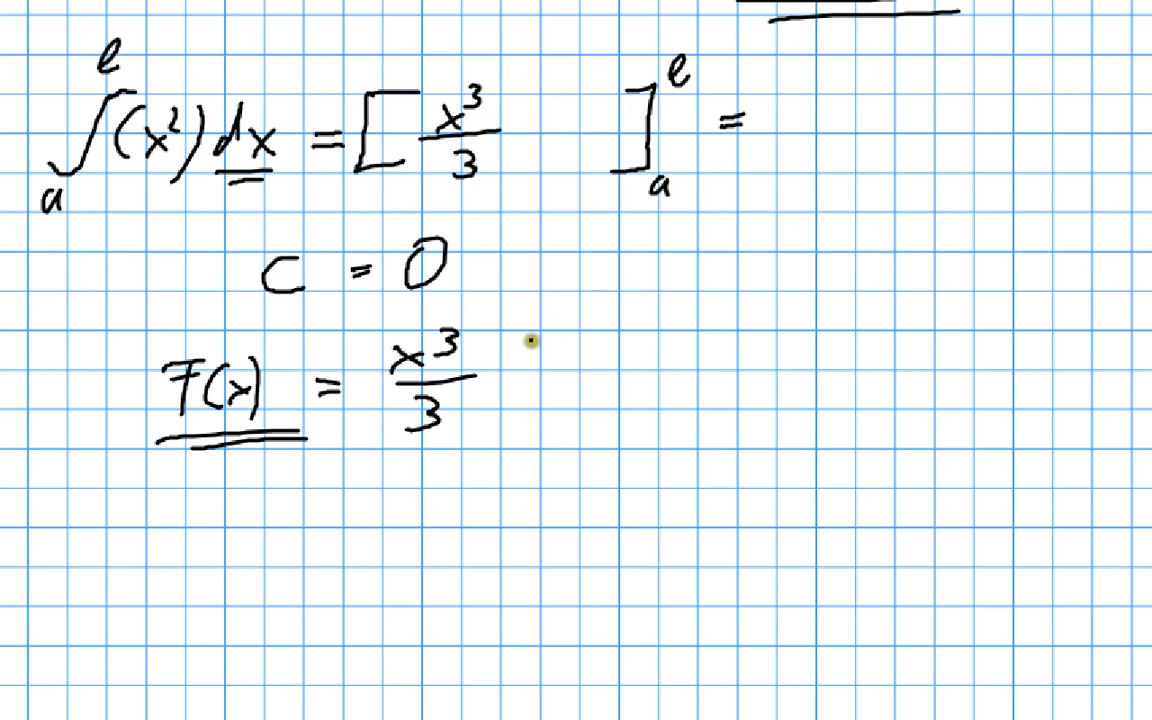 ∫ₐᵉ (x²) dx = [ x³/3 ]ₐᵉ =
C = 0
F(x) = x³/3